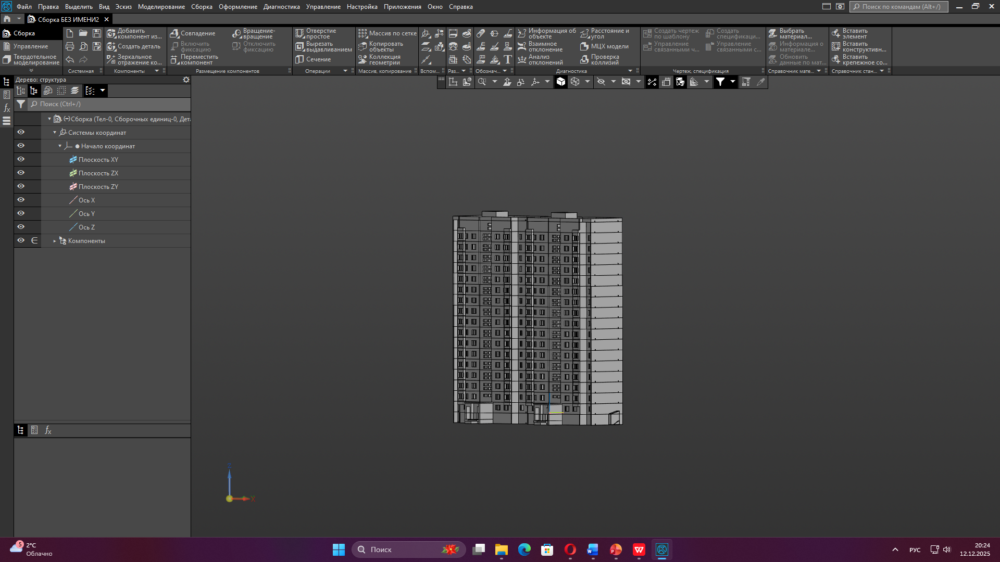 Файл Правка Выделить Вид Эскиз Моделирование Сборка Оформление Диагностика Управление Настройка Приложения Окно Справка
Поиск по командам (Alt+/)
Сборка БЕЗ ИМЕНИ2
Сборка
Управление
Твердотельное моделирование
Системная
Добавить компонент из...
Создать деталь
Зеркальное отражение ко...
Компоненты
Совпадение
Включить фиксацию
Переместить компонент
Вращение-вращение
Отключить фиксацию
Размещение компонентов
Отверстие простое
Вырезать выдавливанием
Сечение
Операции
Массив по сетке
Копировать объекты
Коллекция геометрии
Массив, копирование
Вспом...
Раз...
Обознач...
Информация об объекте
Взаимное отклонение
Анализ отклонений
Расстояние и угол
МЦХ модели
Проверка коллизий
Диагностика
Создать чертеж по шаблону
Управление связанными ч...
Создать спецификаци...
Управление связанными с...
Чертеж, спецификация
Выбрать материал...
Информация о материале...
Обновить данные по мат...
Справочник мате...
Вставить элемент
Вставить конструктивн...
Вставить крепежное со...
Справочник стан...
Дерево: структура
Поиск (Ctrl+/)
(–)Сборка (Тел-0, Сборочных единиц-0, Дета
Системы координат
Начало координат
Плоскость XY
Плоскость ZX
Плоскость ZY
Ось X
Ось Y
Ось Z
Компоненты
Z
X
5
2°C
Облачно
Поиск
РУС
20:24
12.12.2025